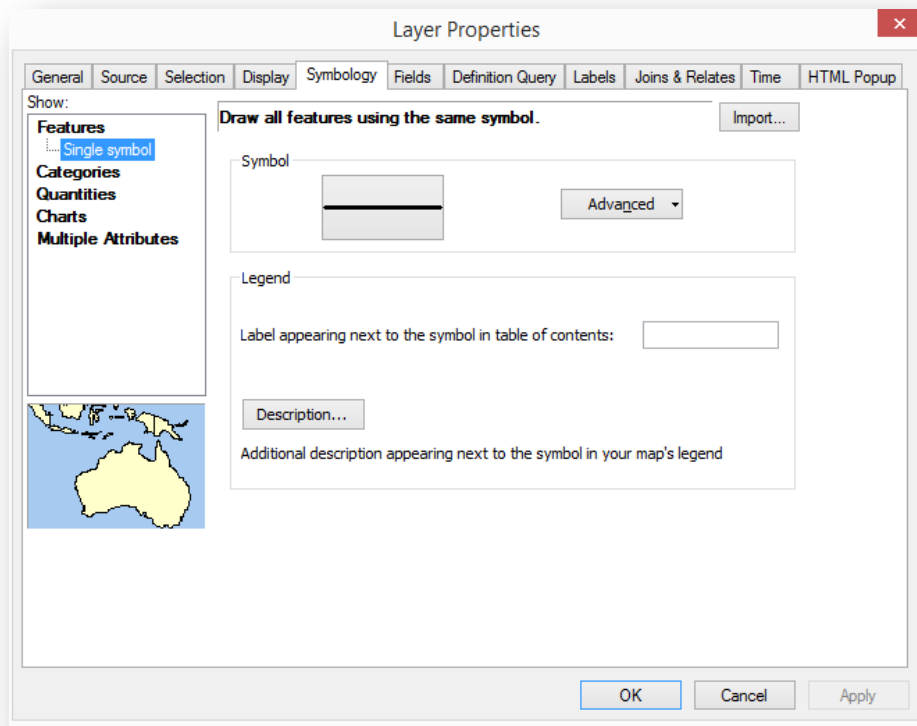 Layer Properties
General Source Selection Display Symbology Fields Definition Query Labels Joins & Relates Time HTML Popup
Show:
Features
Single symbol
Categories
Quantities
Charts
Multiple Attributes
Draw all features using the same symbol.
Import...
Symbol
Advanced
Legend
Label appearing next to the symbol in table of contents:
Description...
Additional description appearing next to the symbol in your map's legend
OK Cancel Apply